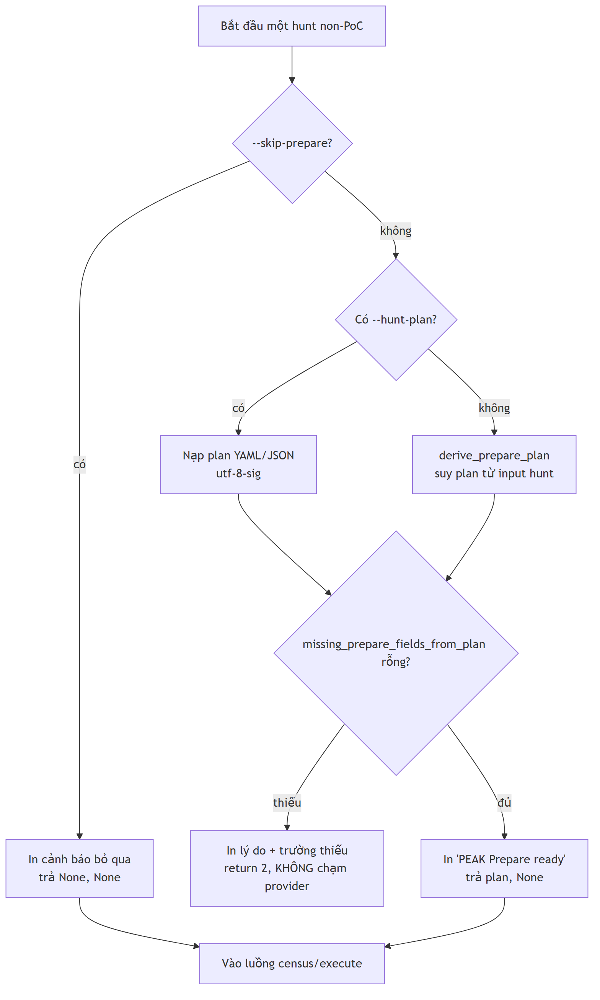 Bắt đầu một hunt non-PoC
--skip-prepare?
không
Có --hunt-plan?
có
không
Nạp plan YAML/JSON
utf-8-sig
derive_prepare_plan
suy plan từ input hunt
có
missing_prepare_fields_from_plan
rỗng?
thiếu
đủ
In cảnh báo bỏ qua
trả None, None
In lý do + trường thiếu
return 2, KHÔNG chạm
provider
In 'PEAK Prepare ready'
trả plan, None
Vào luồng census/execute